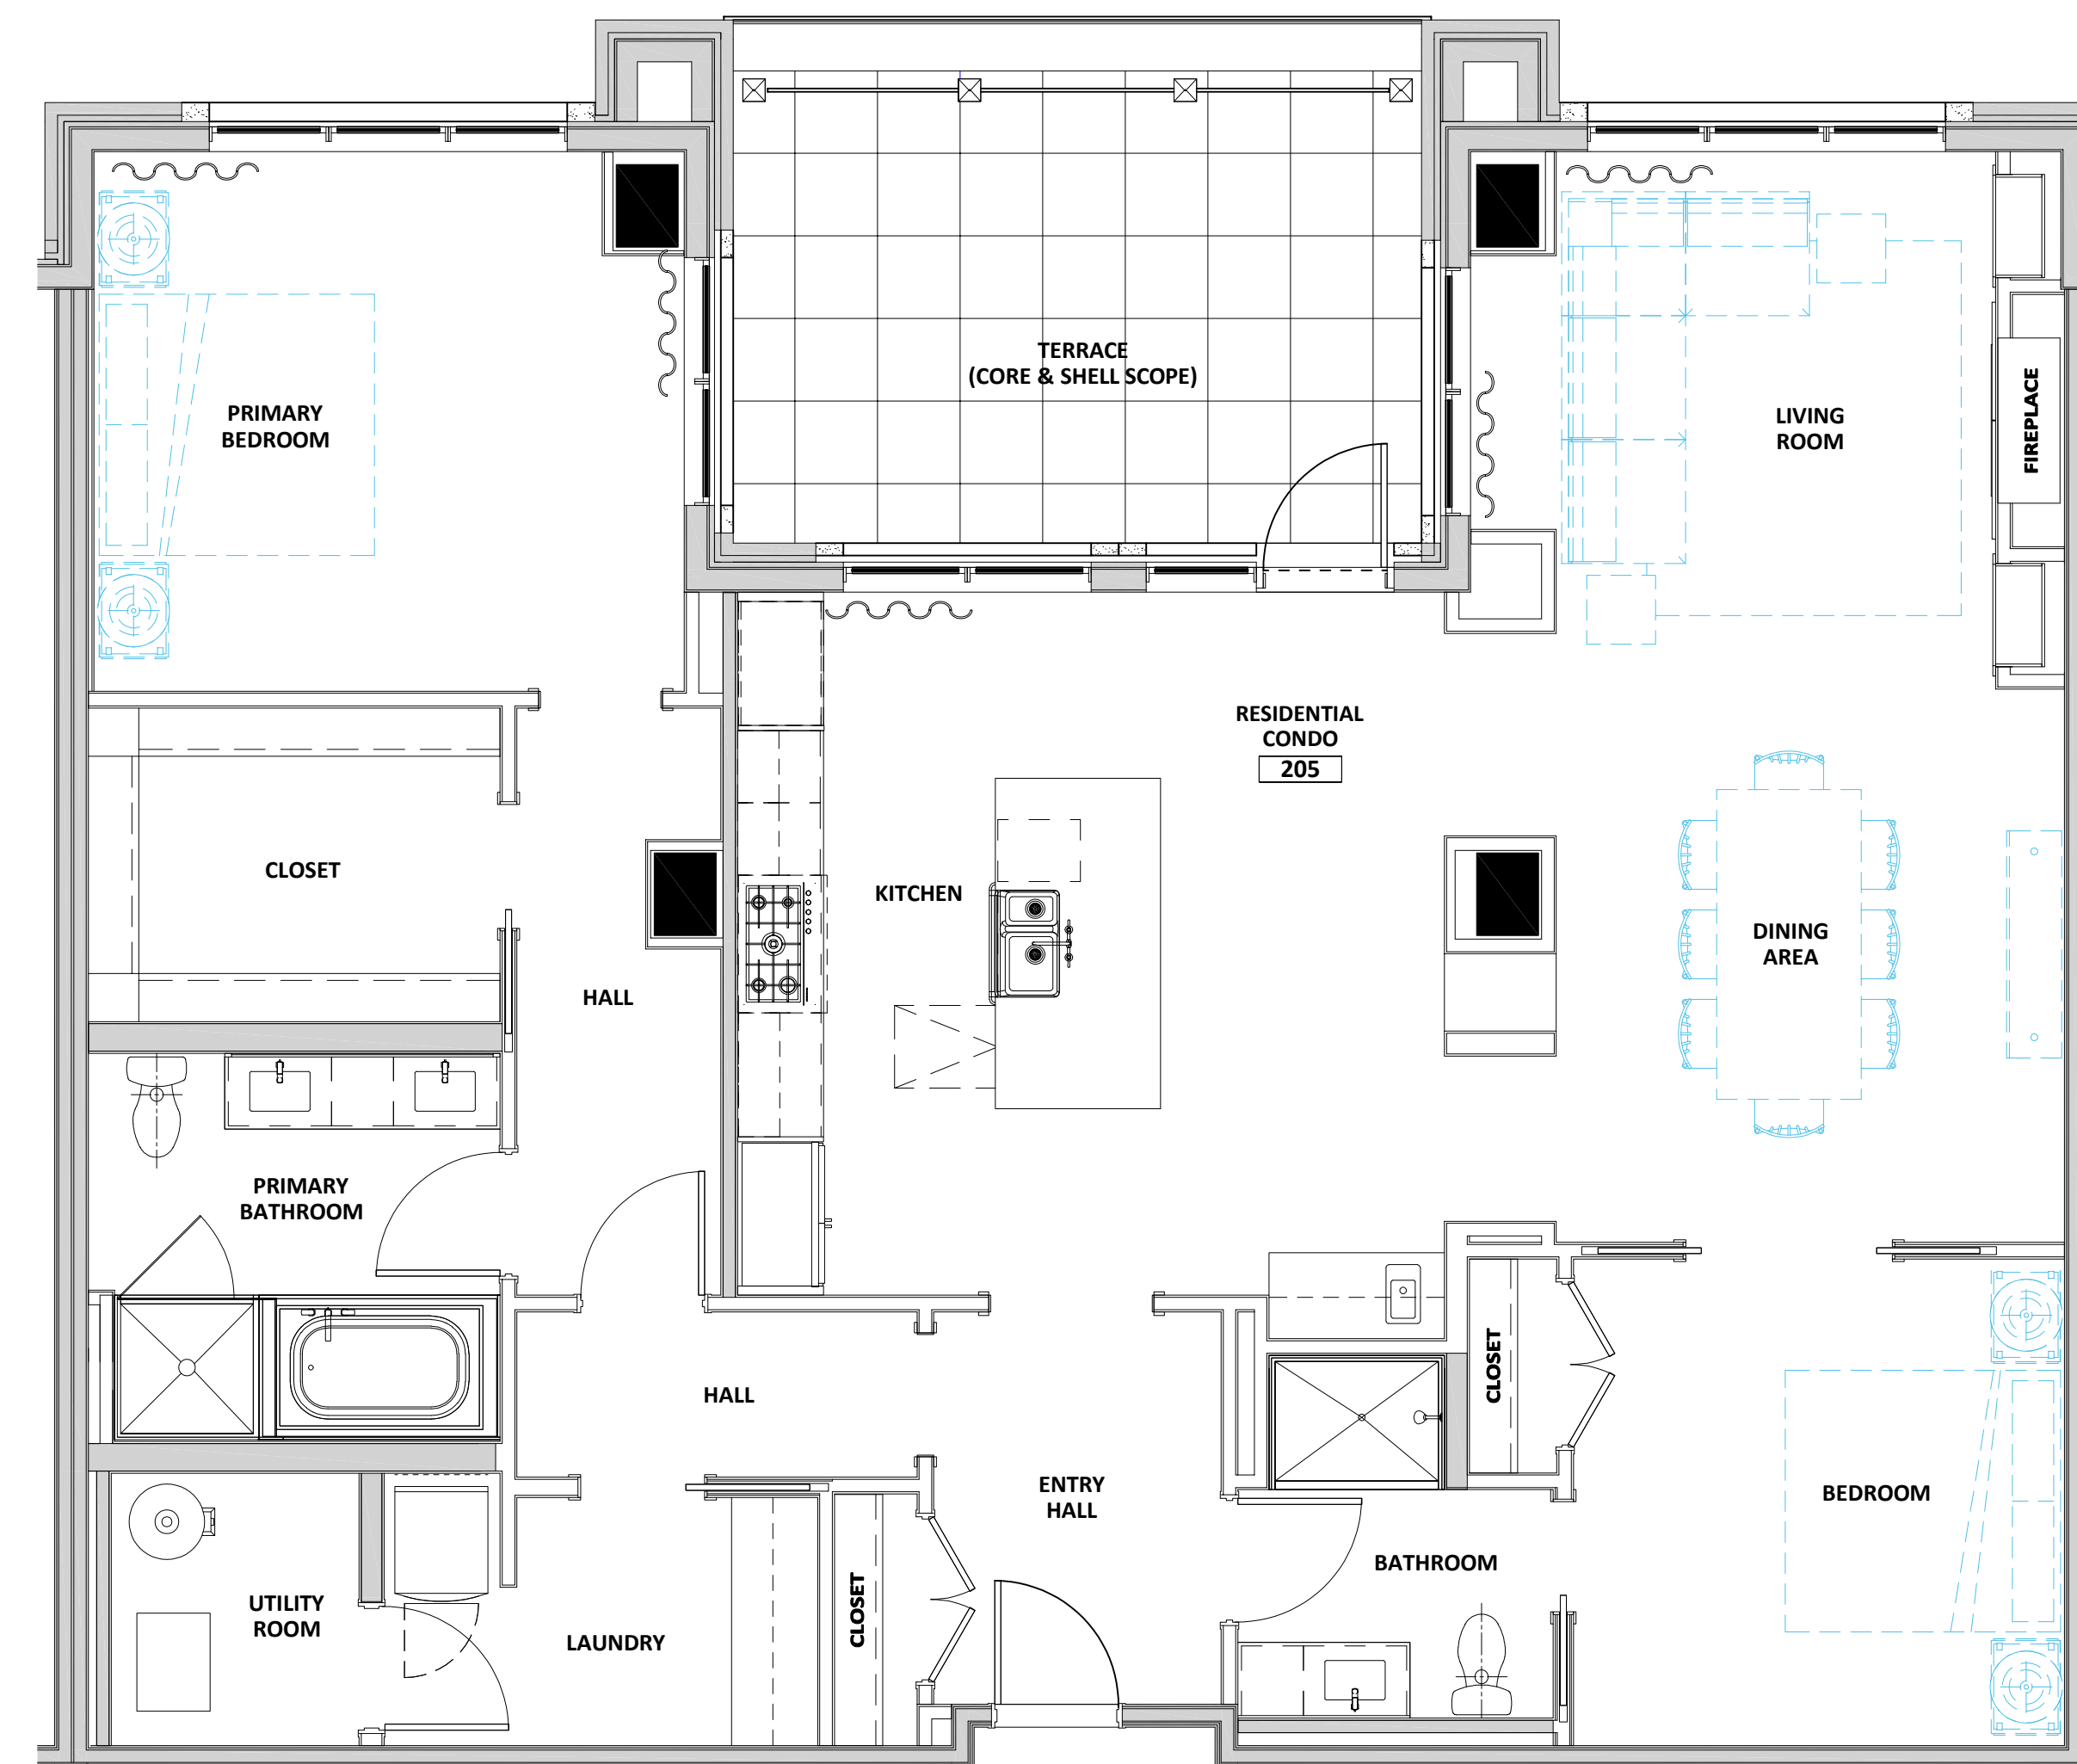 TERRACE
(CORE & SHELL SCOPE)
PRIMARY
BEDROOM
LIVING
ROOM
FIREPLACE
RESIDENTIAL
CONDO
205
CLOSET
KITCHEN
DINING
AREA
HALL
PRIMARY
BATHROOM
HALL
CLOSET
ENTRY
HALL
BEDROOM
BATHROOM
UTILITY
ROOM
LAUNDRY
CLOSET